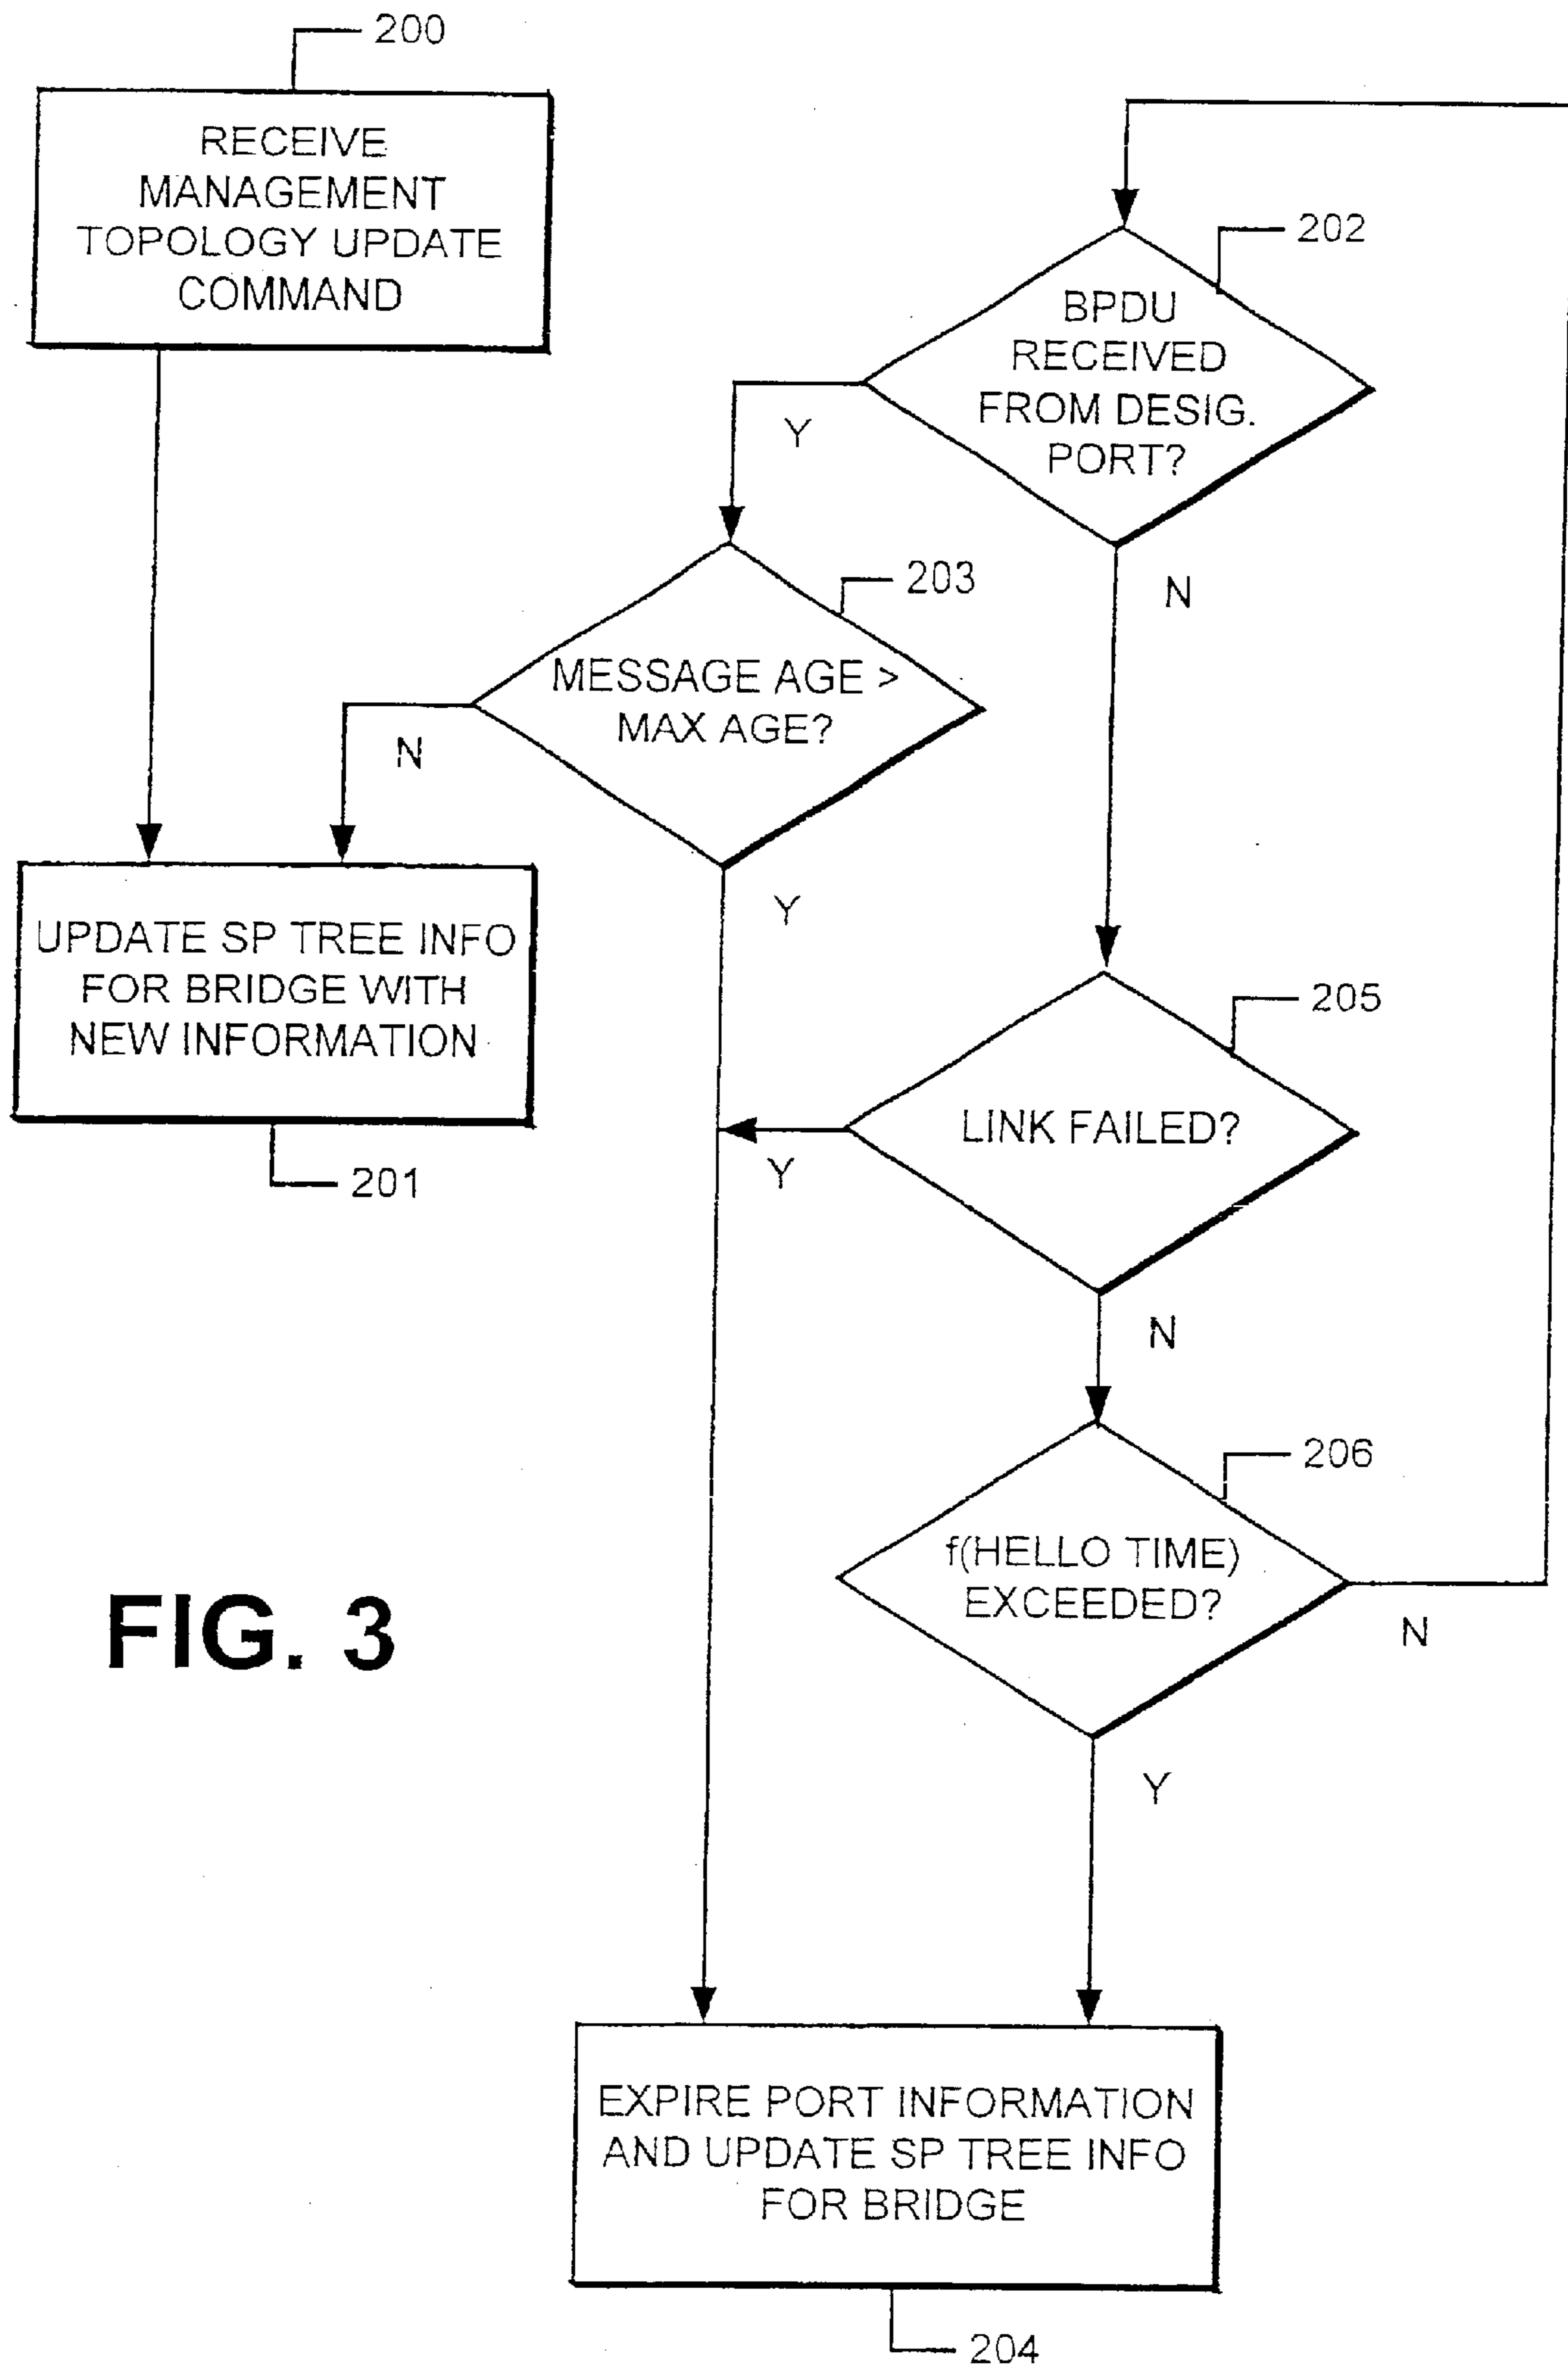 200
RECEIVE
MANAGEMENT
TOPOLOGY UPDATE
COMMAND
202
BPDU
RECEIVED
FROM DESIG.
PORT?
Y
N
203
MESSAGE AGE >
MAX AGE?
N
Y
UPDATE SP TREE INFO
FOR BRIDGE WITH
NEW INFORMATION
201
205
LINK FAILED?
Y
N
206
f(HELLO TIME)
EXCEEDED?
N
Y
FIG. 3
EXPIRE PORT INFORMATION
AND UPDATE SP TREE INFO
FOR BRIDGE
204